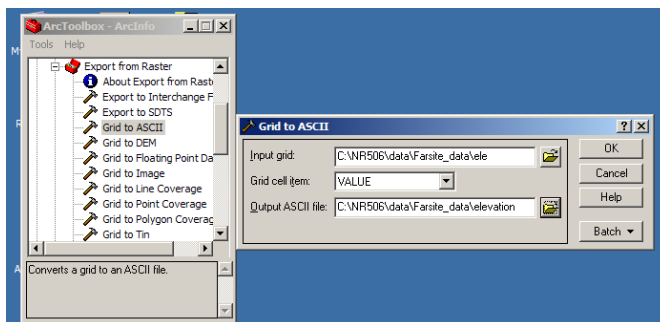 ArcToolbox - ArcInfo
Tools Help
Export from Raster
About Export from Raste
Export to Interchange F
Export to SDTS
Grid to ASCII
Grid to DEM
Grid to Floating Point Da
Grid to Image
Grid to Line Coverage
Grid to Point Coverage
Grid to Polygon Coverag
Grid to Tin
Converts a grid to an ASCII file.
Grid to ASCII
Input grid: C:\NR506\data\Farsite_data\ele
Grid cell item: VALUE
Output ASCII file: C:\NR506\data\Farsite_data\elevation
OK
Cancel
Help
Batch